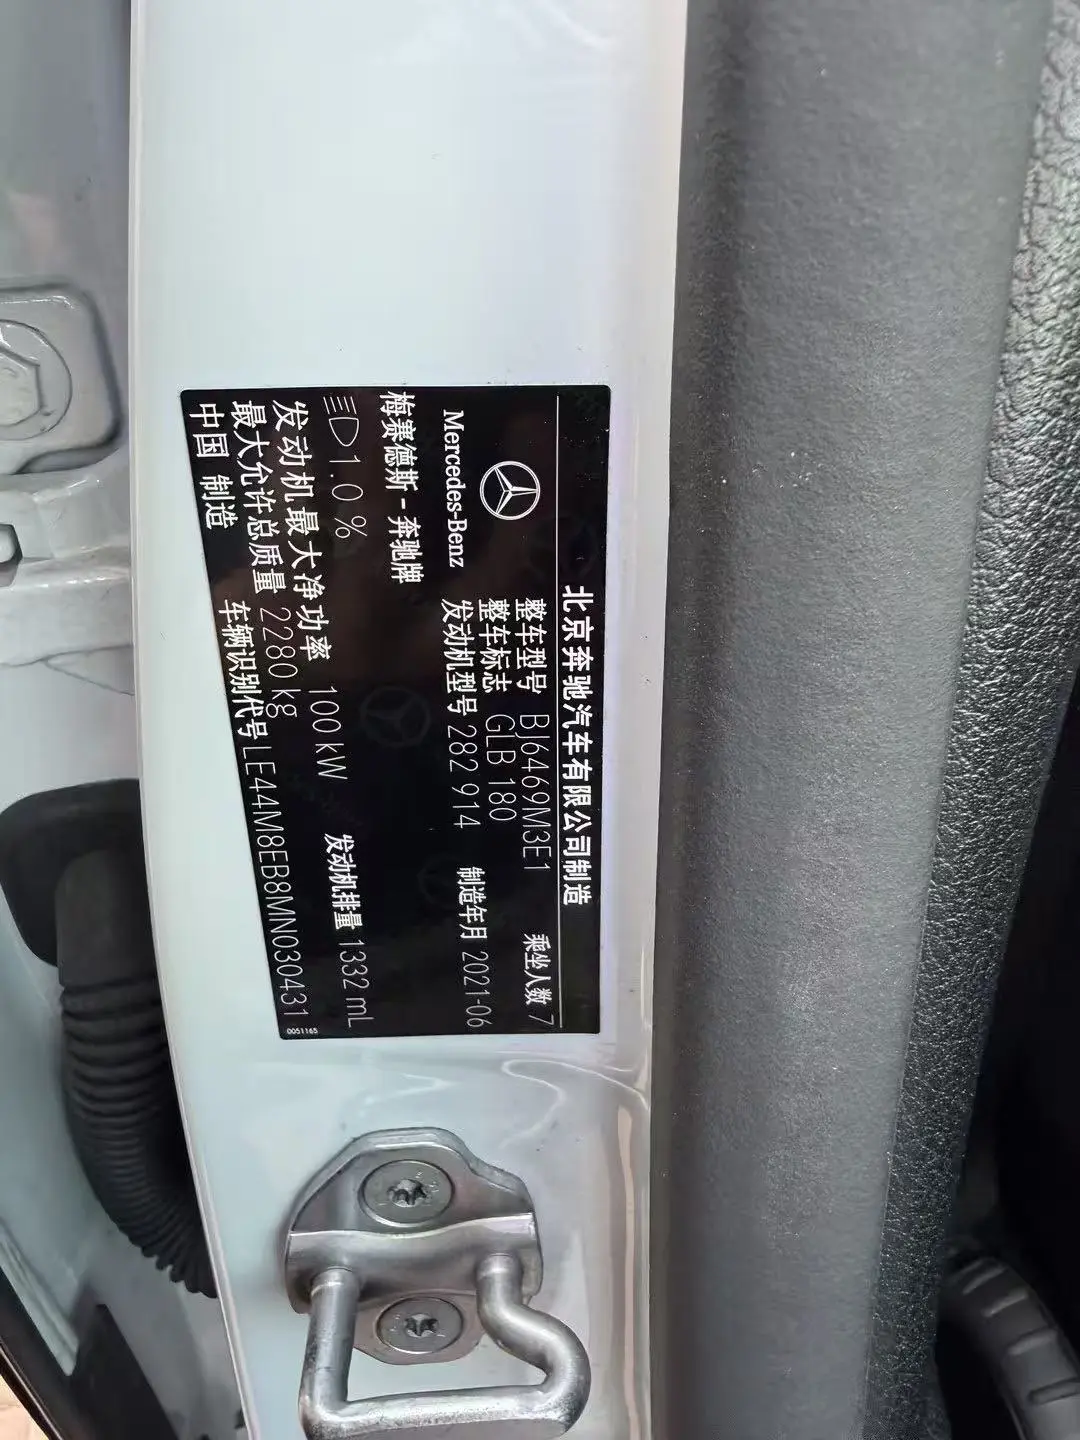 北京奔驰汽车有限公司制造
Mercedes-Benz
整车型号 BJ6469M3E1 乘坐人数 7
整车标志 GLB 180
发动机型号 282 914 制造年月 2021-06
梅赛德斯-奔驰牌
1.0 %
发动机最大净功率 100 kW 发动机排量 1332 mL
最大允许总质量 2280 kg
中国 制造 车辆识别代号 LE44M8EB8MN030431
0051165